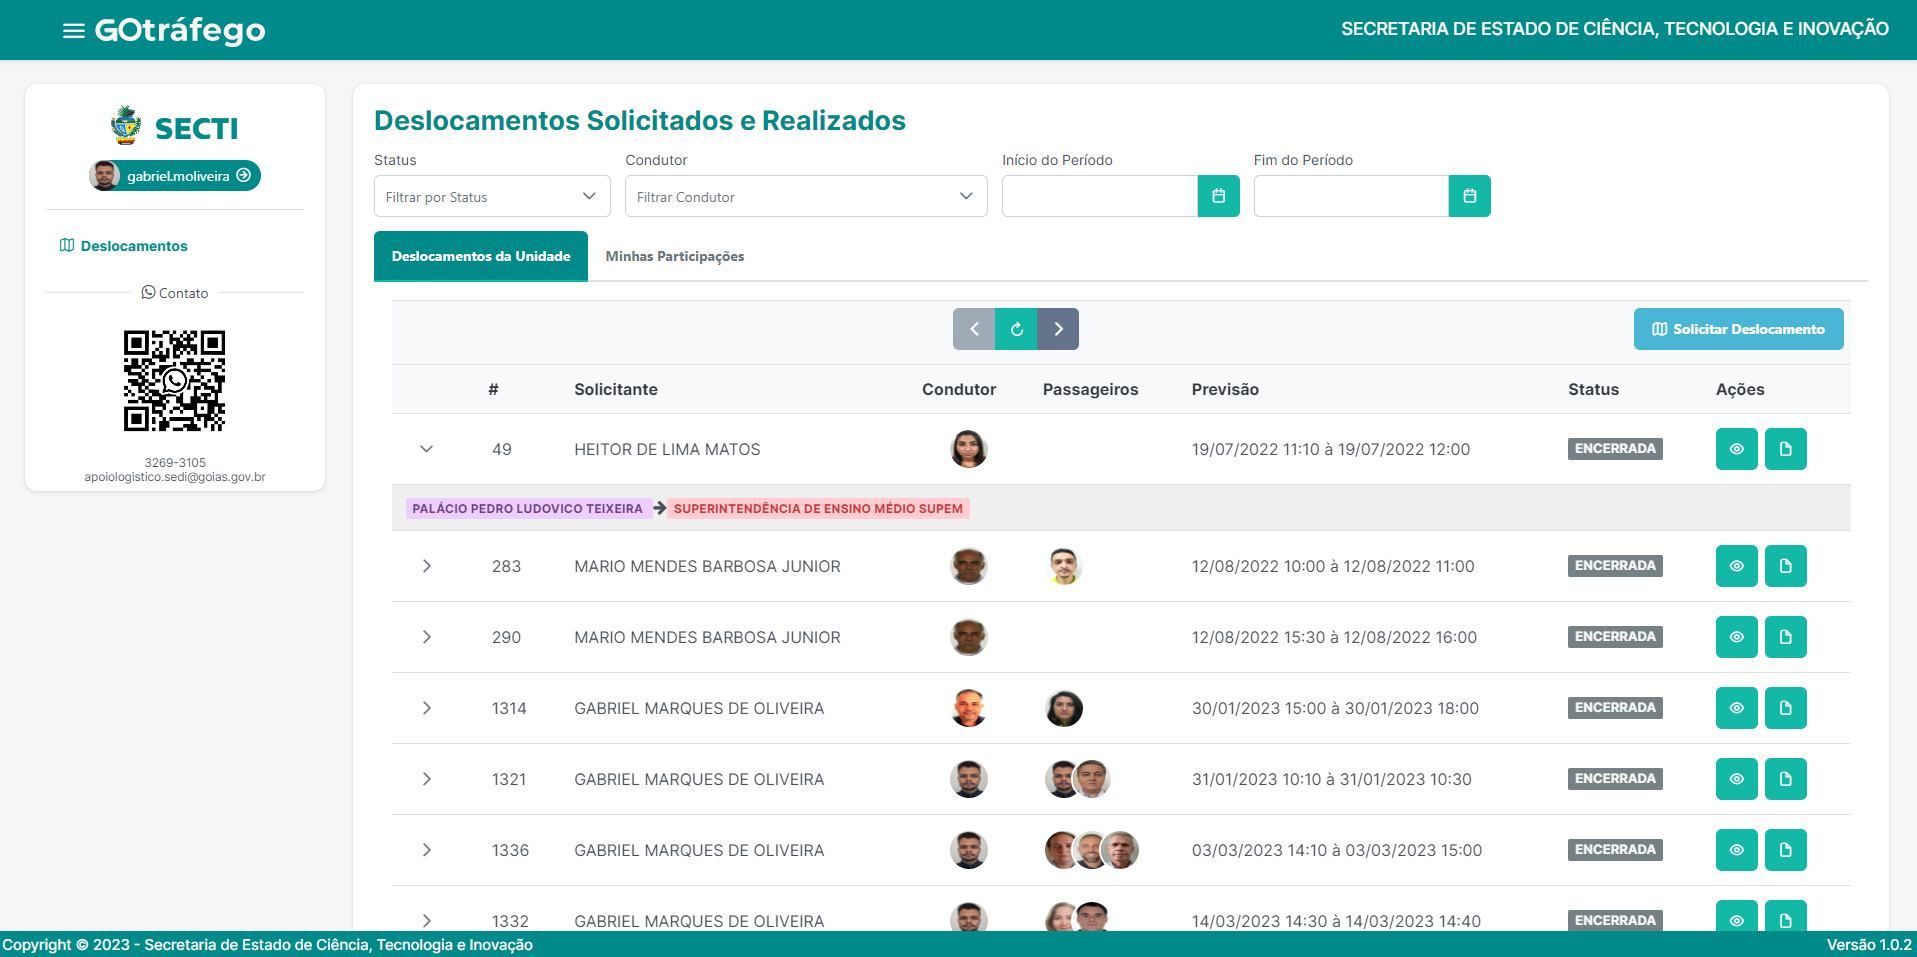 GOtráfego
SECRETARIA DE ESTADO DE CIÊNCIA, TECNOLOGIA E INOVAÇÃO
SECTI
gabriel.moliveira
Deslocamentos
Contato
3269-3105
apoiologistico.sedi@goias.gov.br
Deslocamentos Solicitados e Realizados
Status Condutor Início do Período Fim do Período
Filtrar por Status Filtrar Condutor
Deslocamentos da Unidade Minhas Participações
Solicitar Deslocamento
# Solicitante Condutor Passageiros Previsão Status Ações
49 HEITOR DE LIMA MATOS 19/07/2022 11:10 à 19/07/2022 12:00 ENCERRADA
PALÁCIO PEDRO LUDOVICO TEIXEIRA SUPERINTENDÊNCIA DE ENSINO MÉDIO SUPEM
283 MARIO MENDES BARBOSA JUNIOR 12/08/2022 10:00 à 12/08/2022 11:00 ENCERRADA
290 MARIO MENDES BARBOSA JUNIOR 12/08/2022 15:30 à 12/08/2022 16:00 ENCERRADA
1314 GABRIEL MARQUES DE OLIVEIRA 30/01/2023 15:00 à 30/01/2023 18:00 ENCERRADA
1321 GABRIEL MARQUES DE OLIVEIRA 31/01/2023 10:10 à 31/01/2023 10:30 ENCERRADA
1336 GABRIEL MARQUES DE OLIVEIRA 03/03/2023 14:10 à 03/03/2023 15:00 ENCERRADA
1332 GABRIEL MARQUES DE OLIVEIRA 14/03/2023 14:30 à 14/03/2023 14:40 ENCERRADA
Copyright © 2023 - Secretaria de Estado de Ciência, Tecnologia e Inovação
Versão 1.0.2